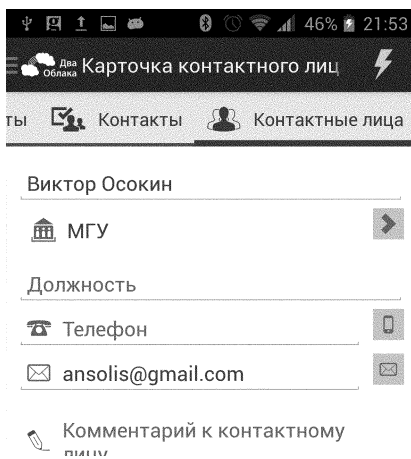 46% 21:53
Два
Облака
Карточка контактного лиц
ты Контакты Контактные лица
Виктор Осокин
МГУ
Должность
Телефон
ansolis@gmail.com
Комментарий к контактному
лицу